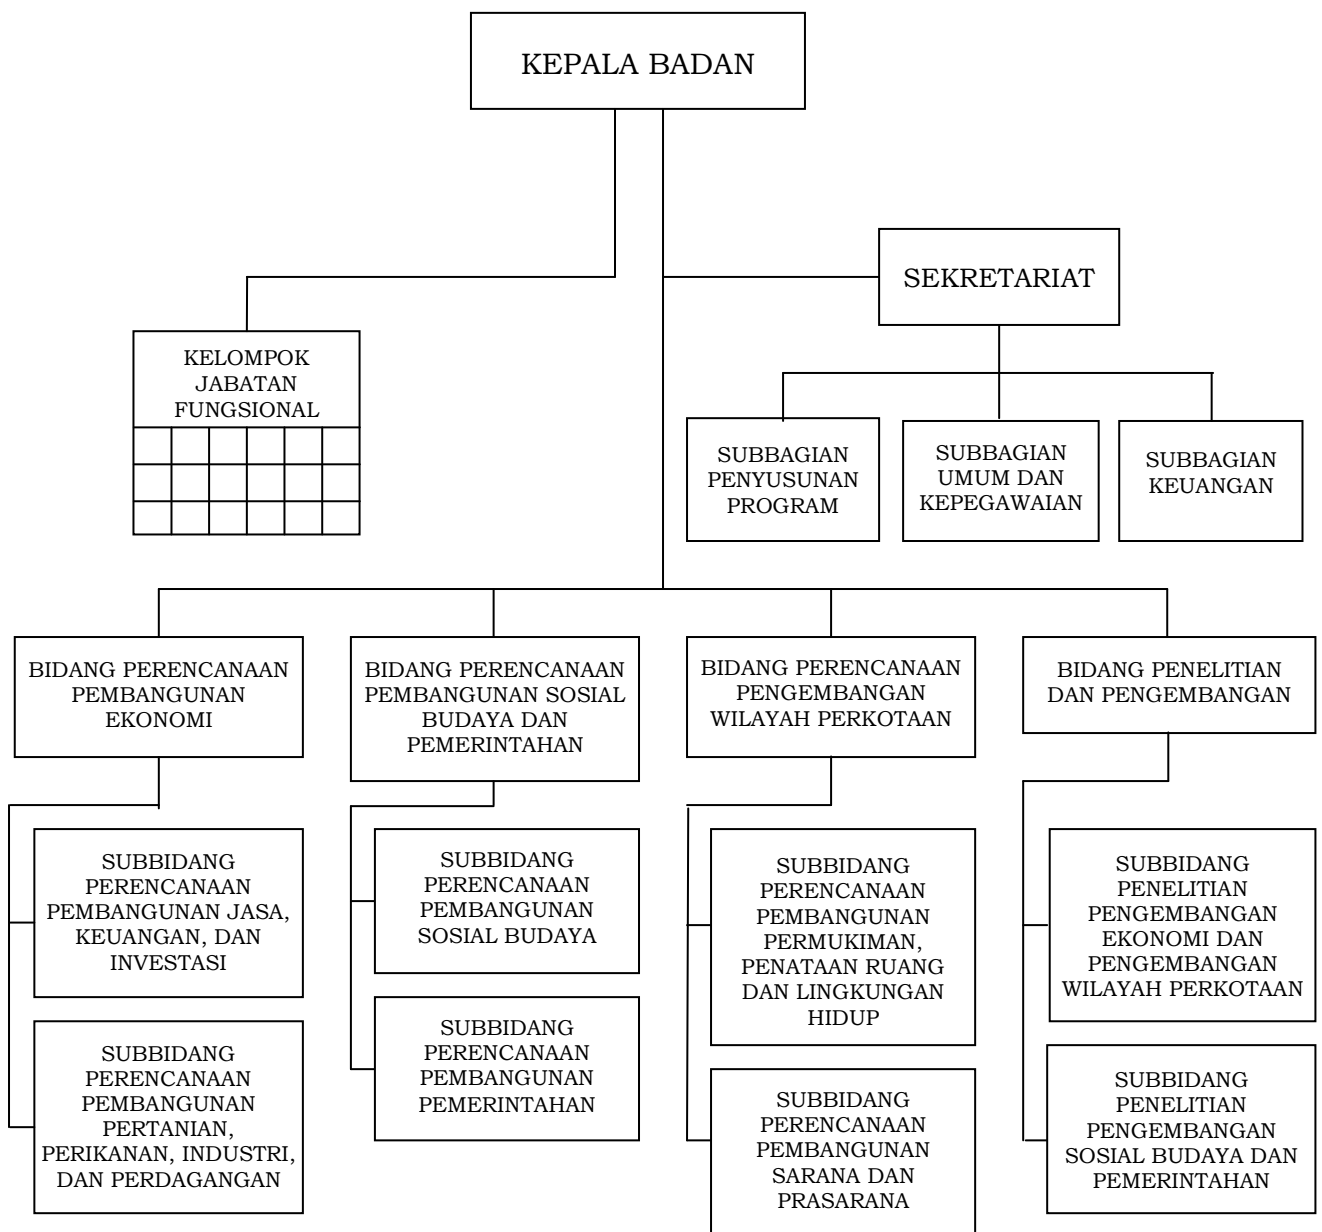 KEPALA BADAN
SEKRETARIAT
KELOMPOK
JABATAN
FUNGSIONAL
SUBBAGIAN
PENYUSUNAN
PROGRAM
SUBBAGIAN
UMUM DAN
KEPEGAWAIAN
SUBBAGIAN
KEUANGAN
BIDANG PERENCANAAN
PEMBANGUNAN
EKONOMI
BIDANG PERENCANAAN
PEMBANGUNAN SOSIAL
BUDAYA DAN
PEMERINTAHAN
BIDANG PERENCANAAN
PENGEMBANGAN
WILAYAH PERKOTAAN
BIDANG PENELITIAN
DAN PENGEMBANGAN
SUBBIDANG
PERENCANAAN
PEMBANGUNAN JASA,
KEUANGAN, DAN
INVESTASI
SUBBIDANG
PERENCANAAN
PEMBANGUNAN
SOSIAL BUDAYA
SUBBIDANG
PERENCANAAN
PEMBANGUNAN
PERMUKIMAN,
PENATAAN RUANG
DAN LINGKUNGAN
HIDUP
SUBBIDANG
PENELITIAN
PENGEMBANGAN
EKONOMI DAN
PENGEMBANGAN
WILAYAH PERKOTAAN
SUBBIDANG
PERENCANAAN
PEMBANGUNAN
PERTANIAN,
PERIKANAN, INDUSTRI,
DAN PERDAGANGAN
SUBBIDANG
PERENCANAAN
PEMBANGUNAN
PEMERINTAHAN
SUBBIDANG
PERENCANAAN
PEMBANGUNAN
SARANA DAN
PRASARANA
SUBBIDANG
PENELITIAN
PENGEMBANGAN
SOSIAL BUDAYA DAN
PEMERINTAHAN